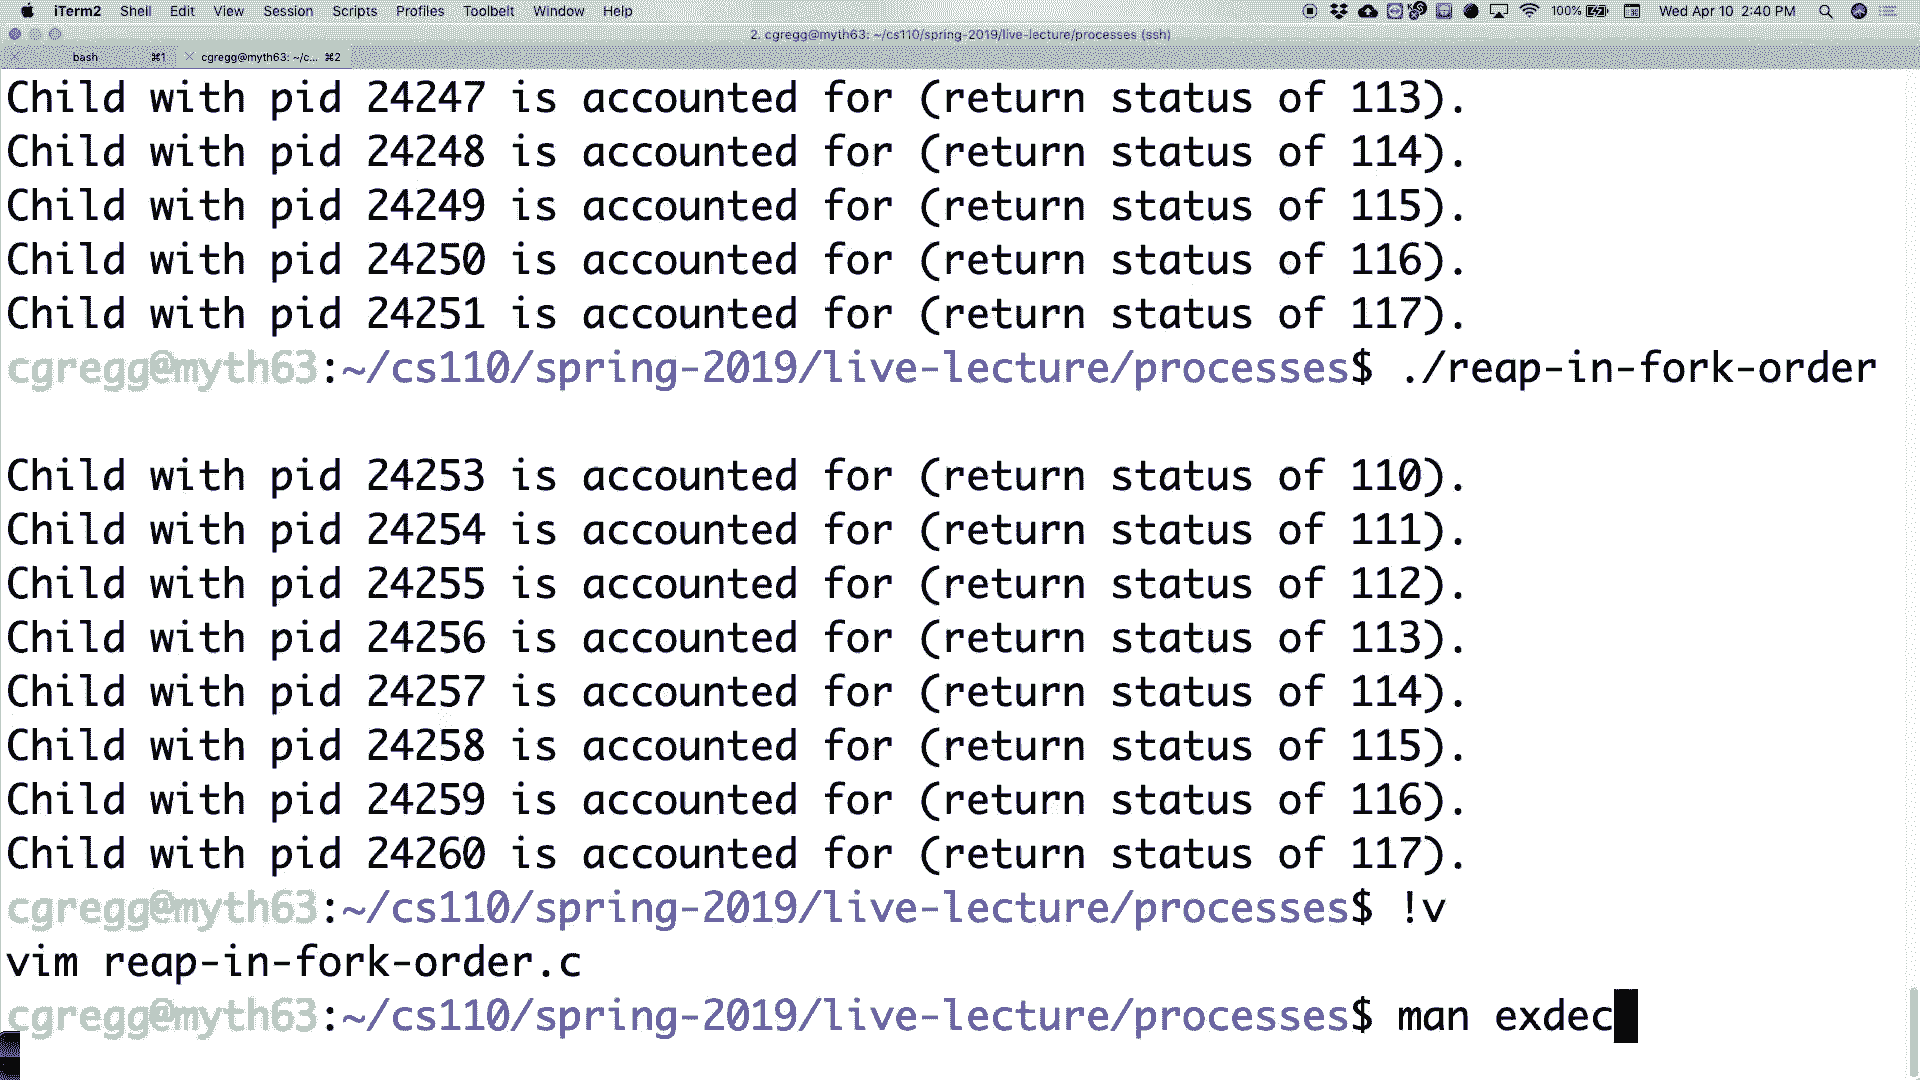 iTerm2 Shell Edit View Session Scripts Profiles Toolbelt Window Help 100% Wed Apr 10 2:40 PM
2. cgregg@myth63: ~/cs110/spring-2019/live-lecture/processes (ssh)
bash ⌘1 cgregg@myth63: ~/c... ⌘2
Child with pid 24247 is accounted for (return status of 113).
Child with pid 24248 is accounted for (return status of 114).
Child with pid 24249 is accounted for (return status of 115).
Child with pid 24250 is accounted for (return status of 116).
Child with pid 24251 is accounted for (return status of 117).
cgregg@myth63:~/cs110/spring-2019/live-lecture/processes$ ./reap-in-fork-order
Child with pid 24253 is accounted for (return status of 110).
Child with pid 24254 is accounted for (return status of 111).
Child with pid 24255 is accounted for (return status of 112).
Child with pid 24256 is accounted for (return status of 113).
Child with pid 24257 is accounted for (return status of 114).
Child with pid 24258 is accounted for (return status of 115).
Child with pid 24259 is accounted for (return status of 116).
Child with pid 24260 is accounted for (return status of 117).
cgregg@myth63:~/cs110/spring-2019/live-lecture/processes$ !v
vim reap-in-fork-order.c
cgregg@myth63:~/cs110/spring-2019/live-lecture/processes$ man exdec